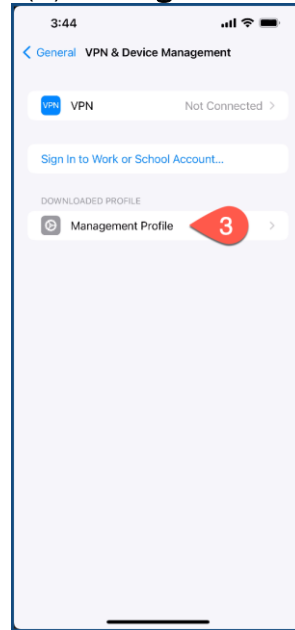 3:44
General VPN & Device Management
VPN VPN Not Connected
Sign In to Work or School Account...
DOWNLOADED PROFILE
Management Profile 3